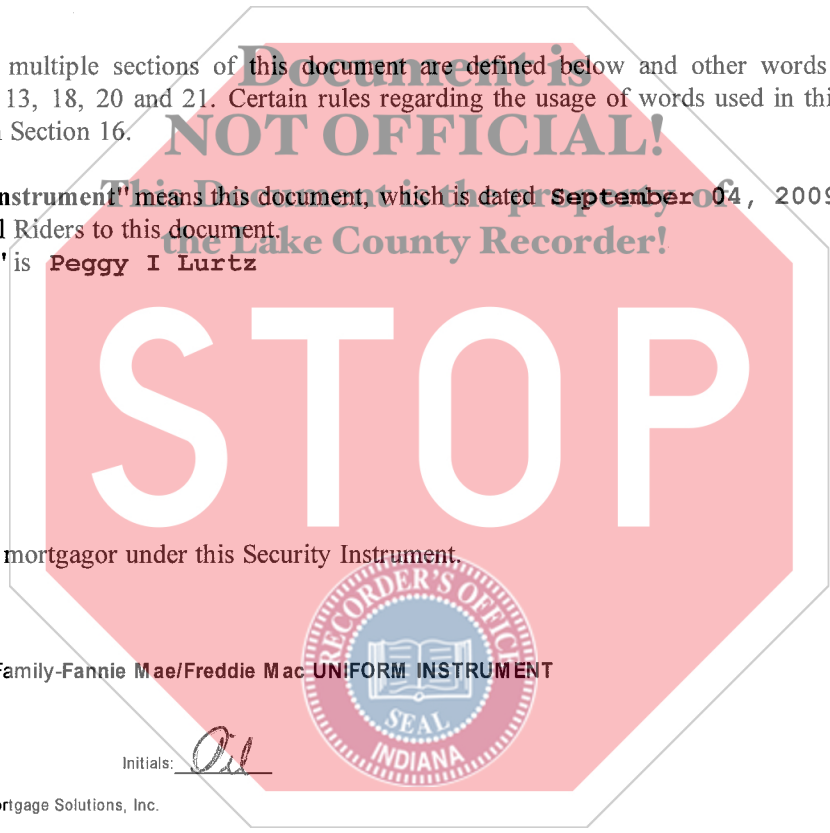 multiple sections of this document are defined below and other words
Document is
13, 18, 20 and 21. Certain rules regarding the usage of words used in thi
Section 16.
NOT OFFICIAL!
nstrument" means this document, which is dated September 04, 2009
This Document is the property of
l Riders to this document.
the Lake County Recorder!
" is Peggy I Lurtz
STOP
mortgagor under this Security Instrument.
RECORDER'S OFFICE
Family-Fannie Mae/Freddie Mac UNIFORM INSTRUMENT
SEAL
INDIANA
Initials:
ortgage Solutions, Inc.